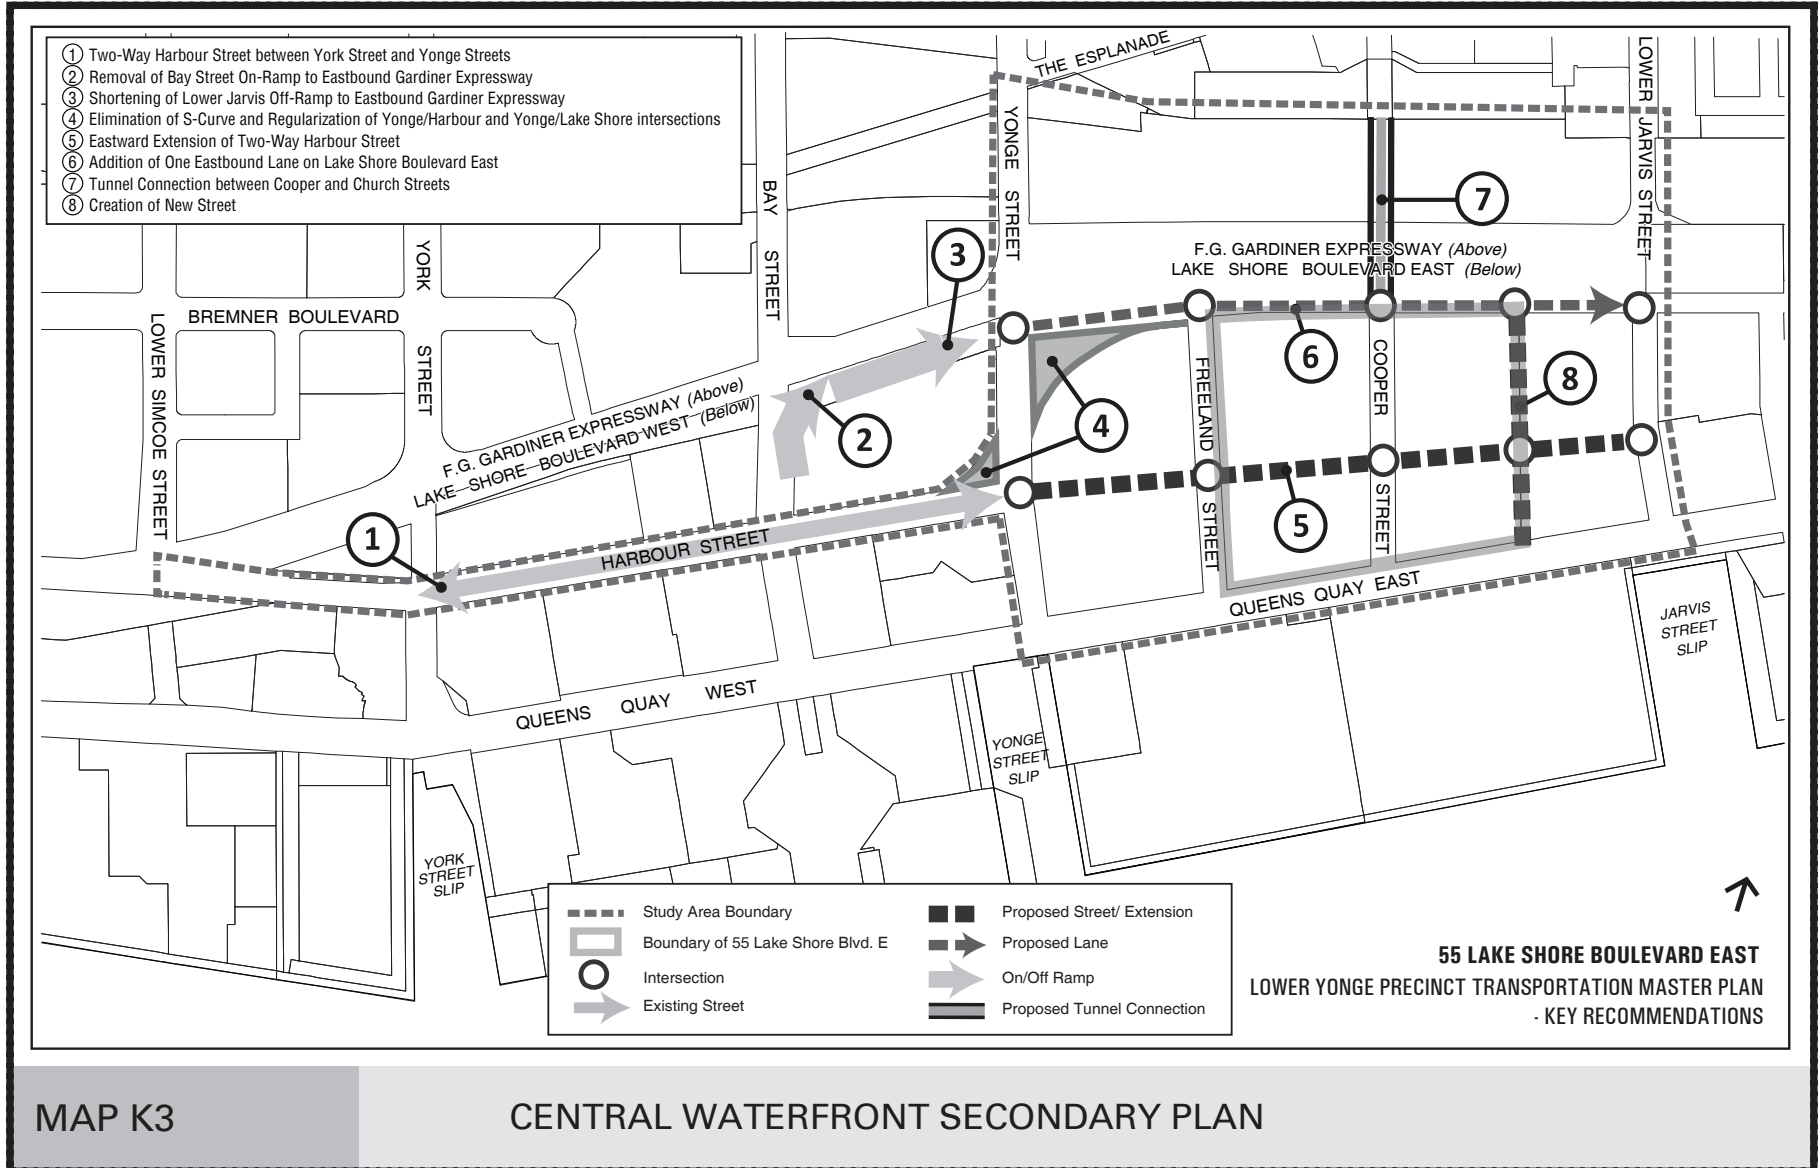 1 Two-Way Harbour Street between York Street and Yonge Streets
2 Removal of Bay Street On-Ramp to Eastbound Gardiner Expressway
3 Shortening of Lower Jarvis Off-Ramp to Eastbound Gardiner Expressway
4 Elimination of S-Curve and Regularization of Yonge/Harbour and Yonge/Lake Shore intersections
5 Eastward Extension of Two-Way Harbour Street
6 Addition of One Eastbound Lane on Lake Shore Boulevard East
7 Tunnel Connection between Cooper and Church Streets
8 Creation of New Street
THE ESPLANADE
YONGE STREET
LOWER JARVIS STREET
BAY STREET
YORK STREET
LOWER SIMCOE STREET
BREMNER BOULEVARD
F.G. GARDINER EXPRESSWAY (Above)
LAKE SHORE BOULEVARD EAST (Below)
F.G. GARDINER EXPRESSWAY (Above)
LAKE SHORE BOULEVARD WEST (Below)
FREELAND STREET
COOPER STREET
HARBOUR STREET
QUEENS QUAY EAST
QUEENS QUAY WEST
1
2
3
4
5
6
7
8
JARVIS
STREET
SLIP
YONGE
STREET
SLIP
YORK
STREET
SLIP
Study Area Boundary
Boundary of 55 Lake Shore Blvd. E
Intersection
Existing Street
Proposed Street/ Extension
Proposed Lane
On/Off Ramp
Proposed Tunnel Connection
55 LAKE SHORE BOULEVARD EAST
LOWER YONGE PRECINCT TRANSPORTATION MASTER PLAN
- KEY RECOMMENDATIONS
MAP K3
CENTRAL WATERFRONT SECONDARY PLAN